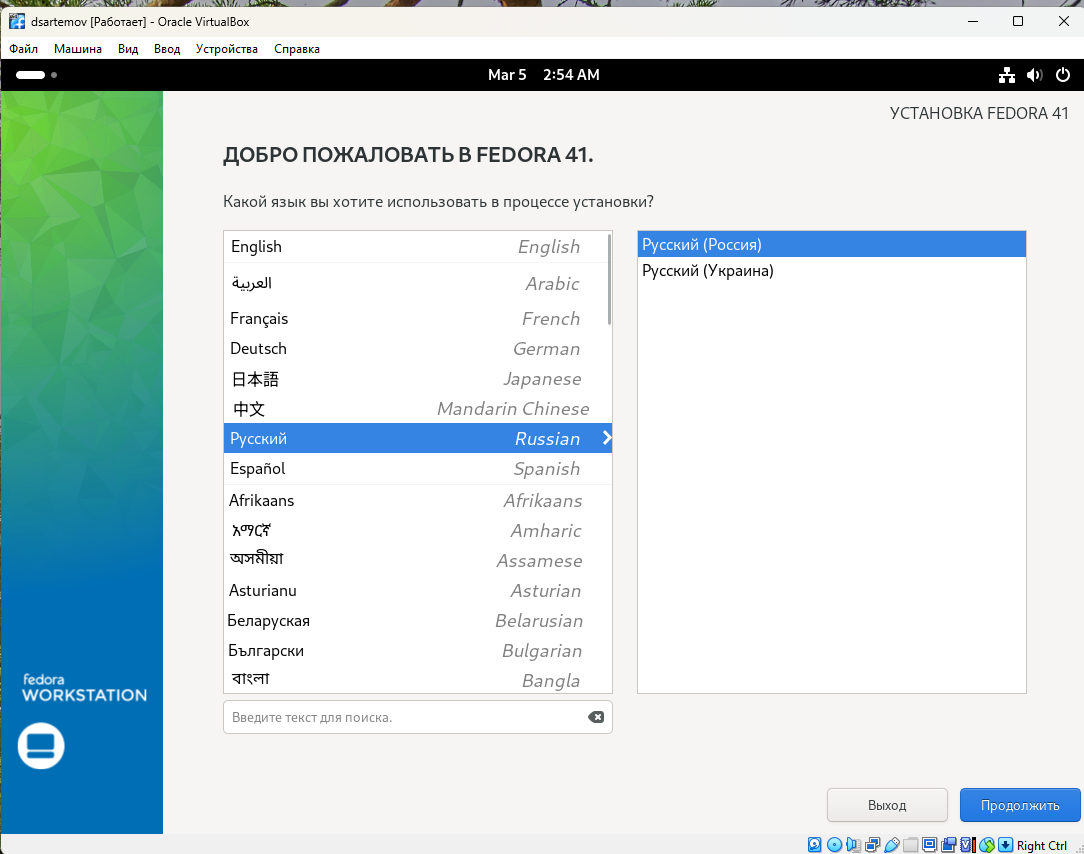 dsartemov [Работает] - Oracle VirtualBox
Файл Машина Вид Ввод Устройства Справка
Mar 5 2:54 AM
УСТАНОВКА FEDORA 41
ДОБРО ПОЖАЛОВАТЬ В FEDORA 41.
Какой язык вы хотите использовать в процессе установки?
English English
العربية Arabic
Français French
Deutsch German
日本語 Japanese
中文 Mandarin Chinese
Русский Russian
Español Spanish
Afrikaans Afrikaans
አማርኛ Amharic
অসমীয়া Assamese
Asturianu Asturian
Беларуская Belarusian
Български Bulgarian
বাংলা Bangla
Русский (Россия)
Русский (Украина)
Введите текст для поиска.
fedora
WORKSTATION
Выход Продолжить
Right Ctrl